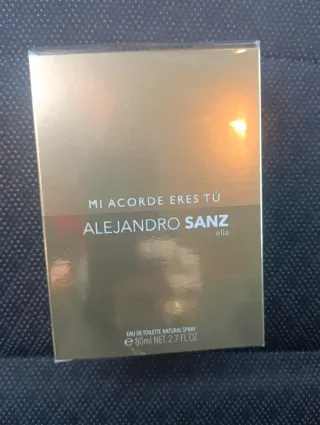 MI ACORDE ERES TÚ
ALEJANDRO SANZ
ella
EAU DE TOILETTE NATURAL SPRAY
℮ 80ml NET. 2.7 FL.OZ